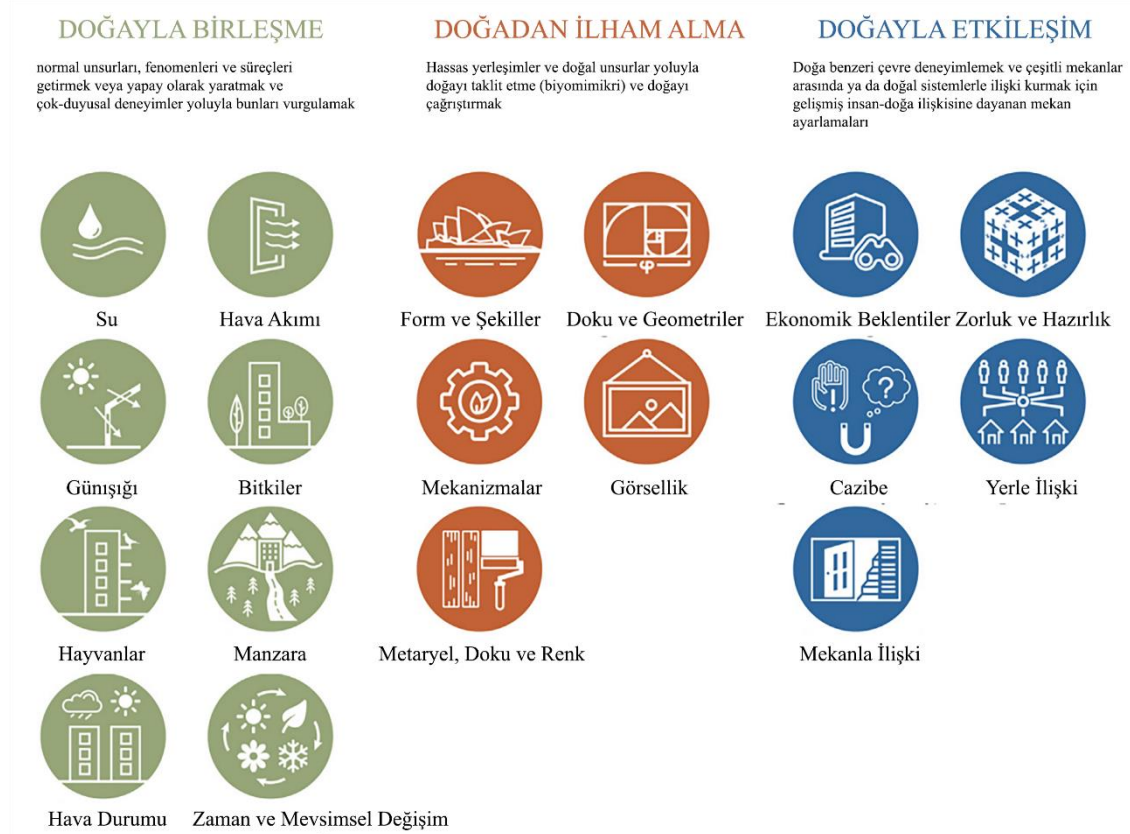 DOĞAYLA BİRLEŞME
normal unsurları, fenomenleri ve süreçleri
getirmek veya yapay olarak yaratmak ve
çok-duyusal deneyimler yoluyla bunları vurgulamak
Su
Hava Akımı
Günışığı
Bitkiler
Hayvanlar
Manzara
Hava Durumu
Zaman ve Mevsimsel Değişim
DOĞADAN İLHAM ALMA
Hassas yerleşimler ve doğal unsurlar yoluyla
doğayı taklit etme (biyomimikri) ve doğayı
çağrıştırmak
φ
Form ve Şekiller
Doku ve Geometriler
Mekanizmalar
Görsellik
Metaryel, Doku ve Renk
DOĞAYLA ETKİLEŞİM
Doğa benzeri çevre deneyimlemek ve çeşitli mekanlar
arasında ya da doğal sistemlerle ilişki kurmak için
gelişmiş insan-doğa ilişkisine dayanan mekan
ayarlamaları
Ekonomik Beklentiler
Zorluk ve Hazırlık
! ?
Cazibe
Yerle İlişki
Mekanla İlişki